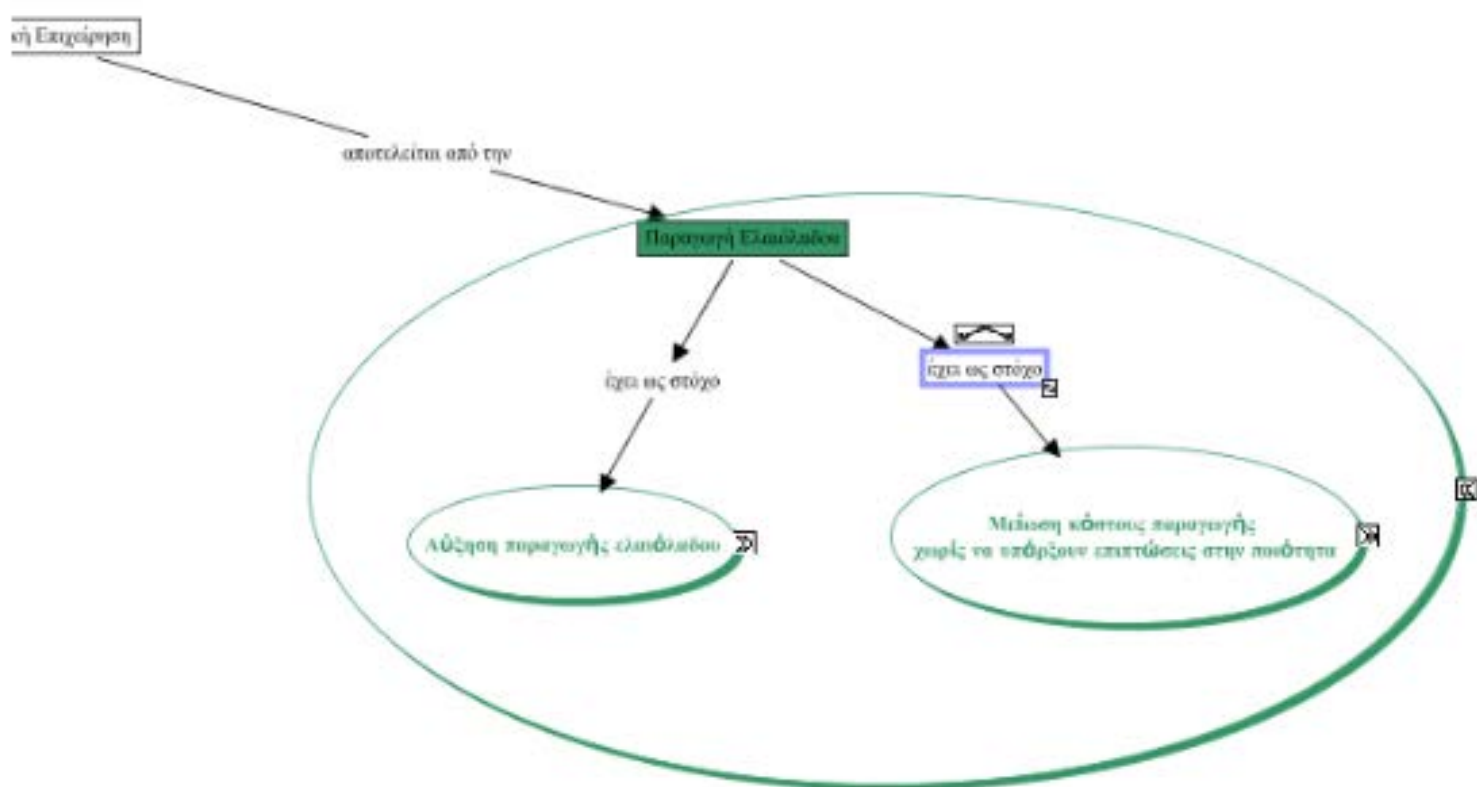 κή Επιχείρηση
αποτελείται από την
Παραγωγή Ελαιόλαδου
έχει ως στόχο
έχει ως στόχο
Αύξηση παραγωγής ελαιόλαδου
Μείωση κόστους παραγωγής
χωρίς να υπάρξουν επιπτώσεις στην ποιότητα